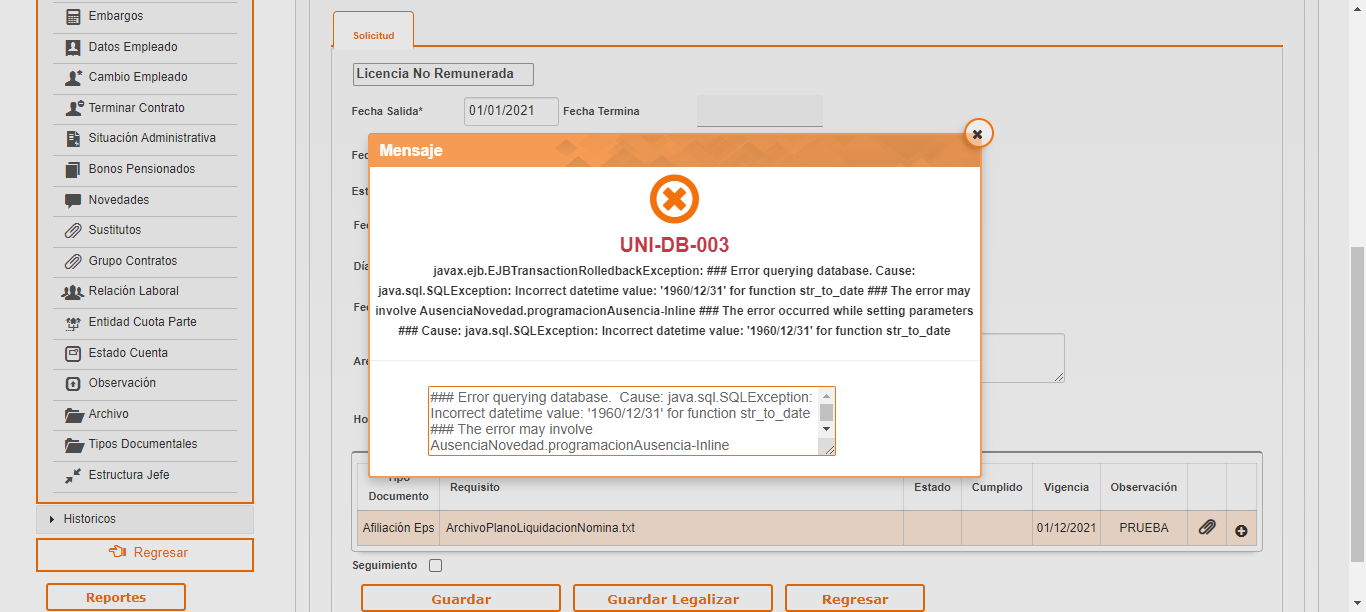 Embargos
Datos Empleado
Cambio Empleado
Terminar Contrato
Situación Administrativa
Bonos Pensionados
Novedades
Sustitutos
Grupo Contratos
Relación Laboral
Entidad Cuota Parte
Estado Cuenta
Observación
Archivo
Tipos Documentales
Estructura Jefe
Historicos
Regresar
Reportes
Solicitud
Licencia No Remunerada
Fecha Salida* 01/01/2021 Fecha Termina
Mensaje
UNI-DB-003
javax.ejb.EJBTransactionRolledbackException: ### Error querying database. Cause:
java.sql.SQLException: Incorrect datetime value: '1960/12/31' for function str_to_date ### The error may
involve AusenciaNovedad.programacionAusencia-Inline ### The error occurred while setting parameters
### Cause: java.sql.SQLException: Incorrect datetime value: '1960/12/31' for function str_to_date
### Error querying database.  Cause: java.sql.SQLException:
Incorrect datetime value: '1960/12/31' for function str_to_date
### The error may involve
AusenciaNovedad.programacionAusencia-Inline
Tipo
Documento Requisito Estado Cumplido Vigencia Observación
Afiliación Eps ArchivoPlanoLiquidacionNomina.txt 01/12/2021 PRUEBA
Seguimiento
Guardar Guardar Legalizar Regresar